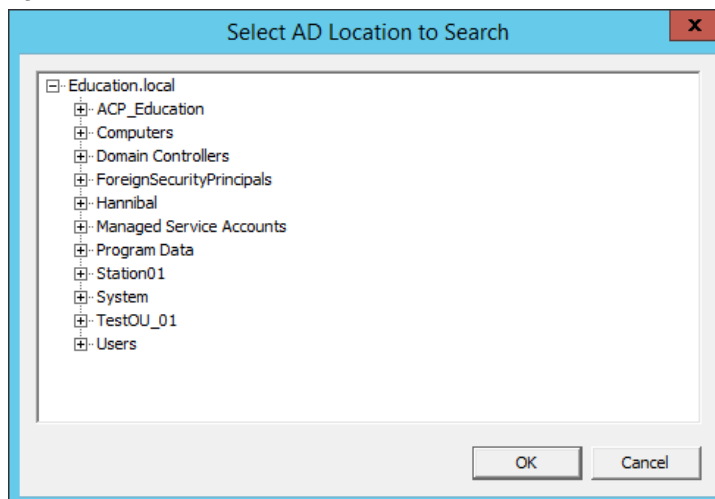 Select AD Location to Search
x
Education.local
ACP_Education
Computers
Domain Controllers
ForeignSecurityPrincipals
Hannibal
Managed Service Accounts
Program Data
Station01
System
TestOU_01
Users
OK Cancel